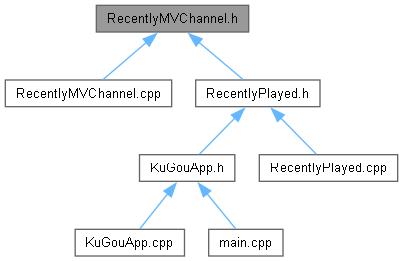 RecentlyMVChannel.h
RecentlyMVChannel.cpp
RecentlyPlayed.h
KuGouApp.h
RecentlyPlayed.cpp
KuGouApp.cpp
main.cpp